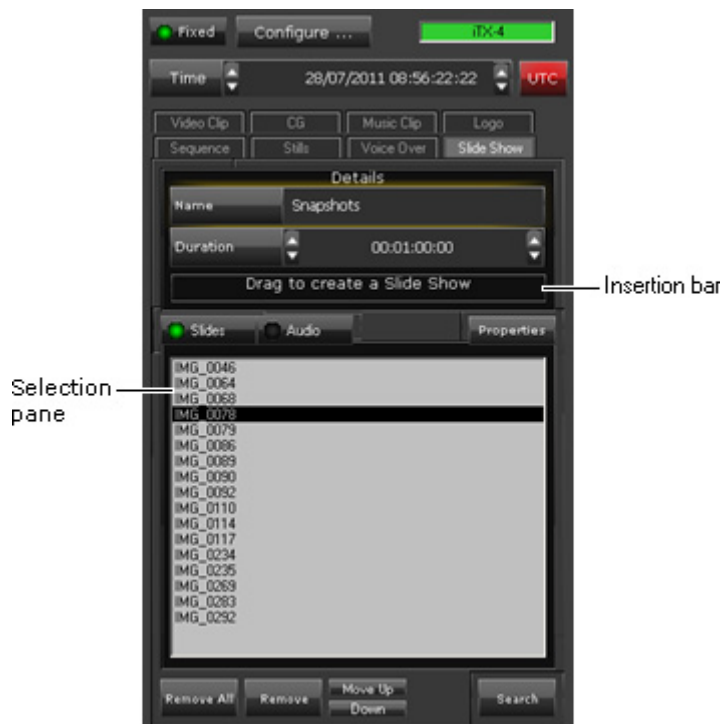 Fixed Configure ... iTX-4
Time 28/07/2011 08:56:22:22 UTC
Video Clip CG Music Clip Logo
Sequence Stills Voice Over Slide Show
Details
Name Snapshots
Duration 00:01:00:00
Drag to create a Slide Show
Insertion bar
Slides Audio Properties
Selection pane
IMG_0046
IMG_0064
IMG_0068
IMG_0078
IMG_0079
IMG_0086
IMG_0089
IMG_0090
IMG_0092
IMG_0110
IMG_0114
IMG_0117
IMG_0234
IMG_0235
IMG_0269
IMG_0283
IMG_0292
Remove All Remove Move Up Search
Down